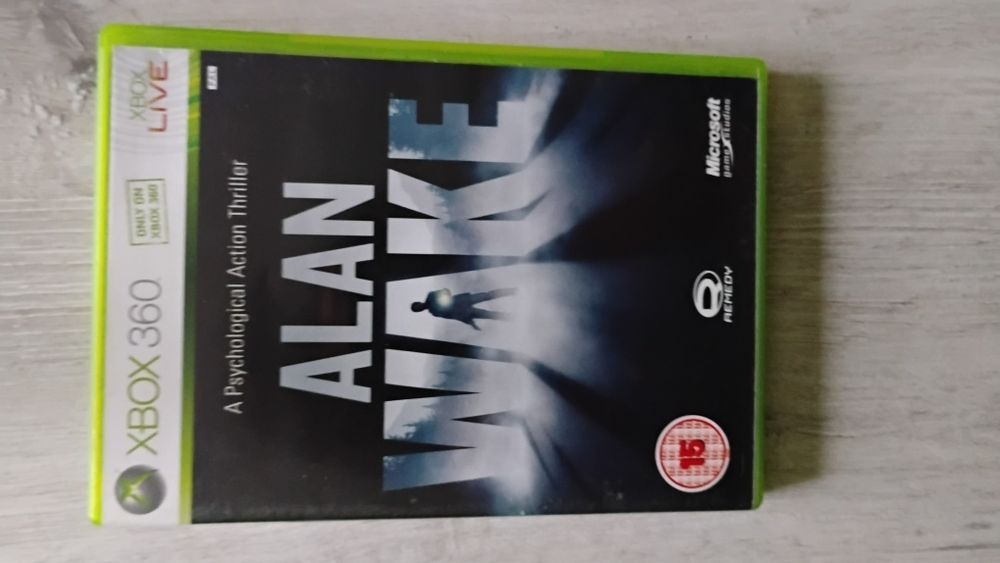 XBOX 360
ONLY ON
XBOX 360
XBOX
LIVE
A Psychological Action Thriller
ALAN
WAKE
15
REMEDY
Microsoft
game studios